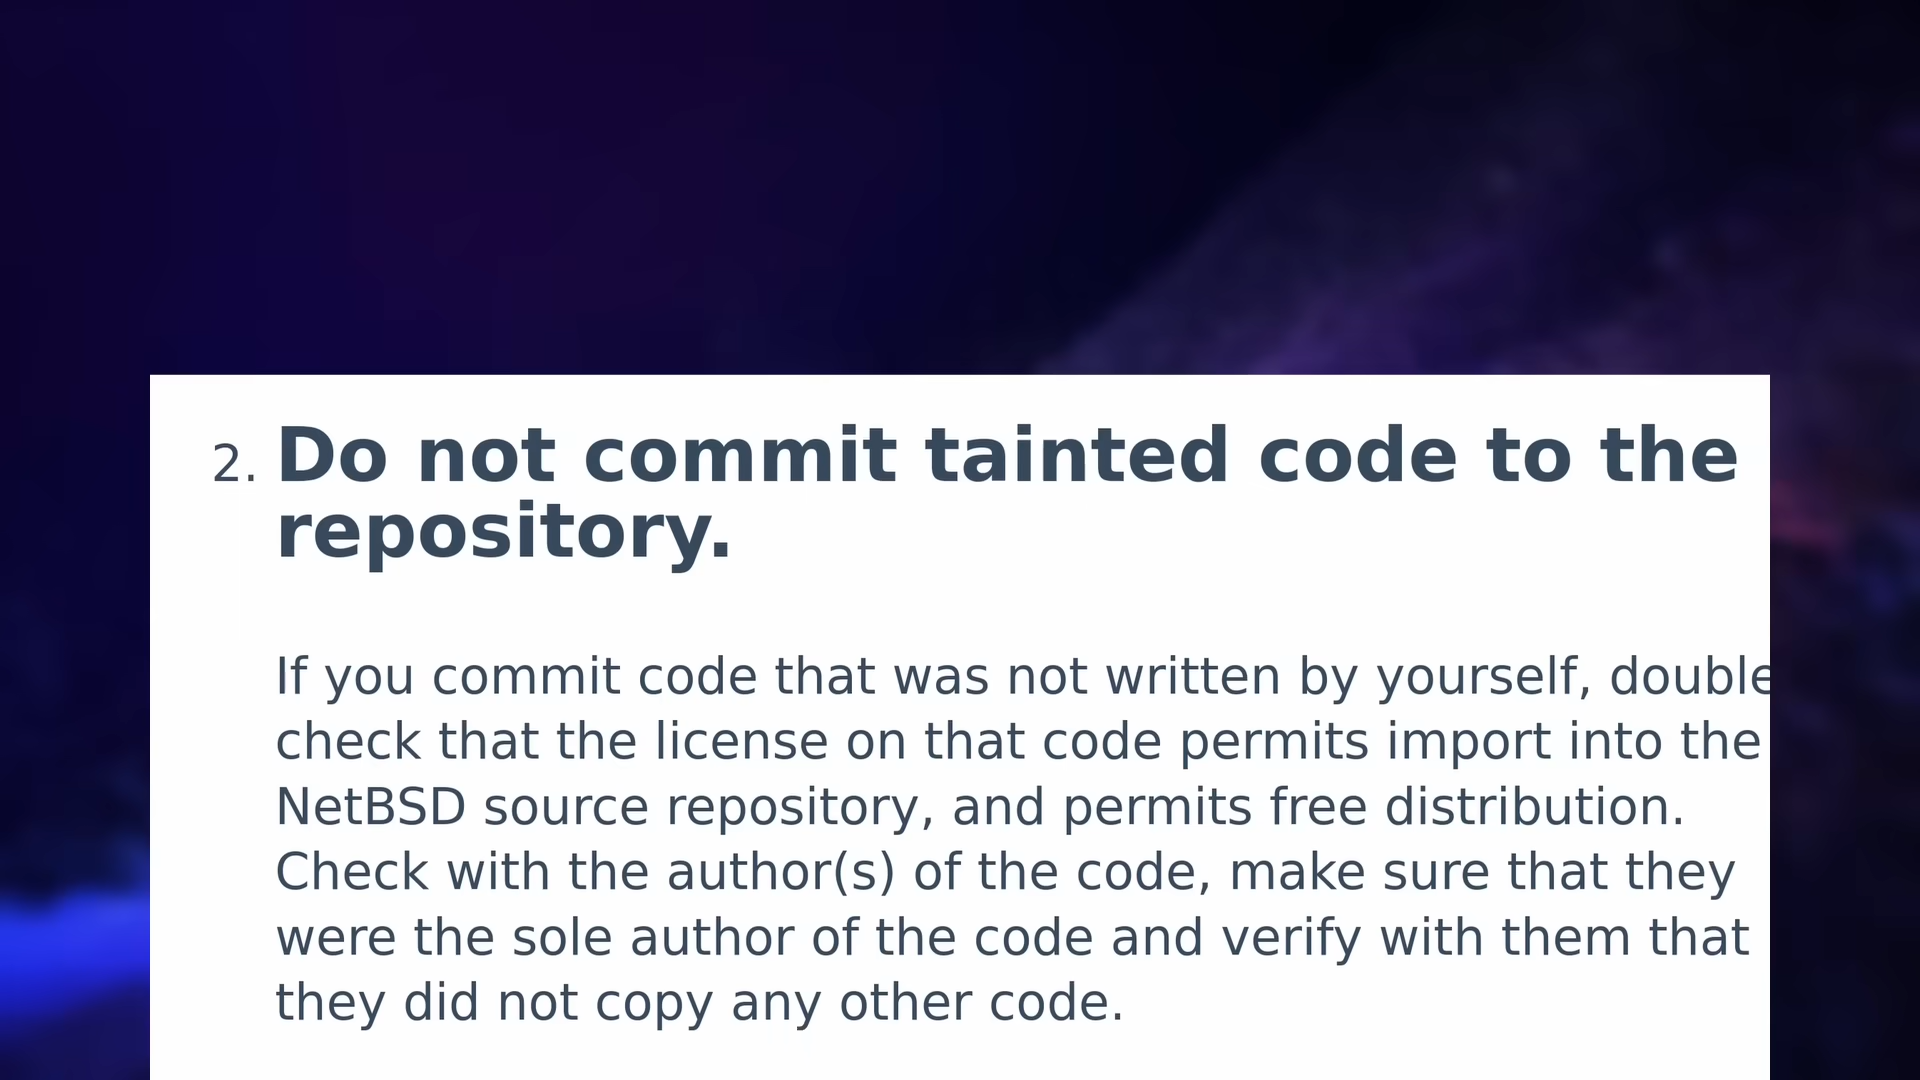 2. Do not commit tainted code to the
repository.
If you commit code that was not written by yourself, double
check that the license on that code permits import into the
NetBSD source repository, and permits free distribution.
Check with the author(s) of the code, make sure that they
were the sole author of the code and verify with them that
they did not copy any other code.